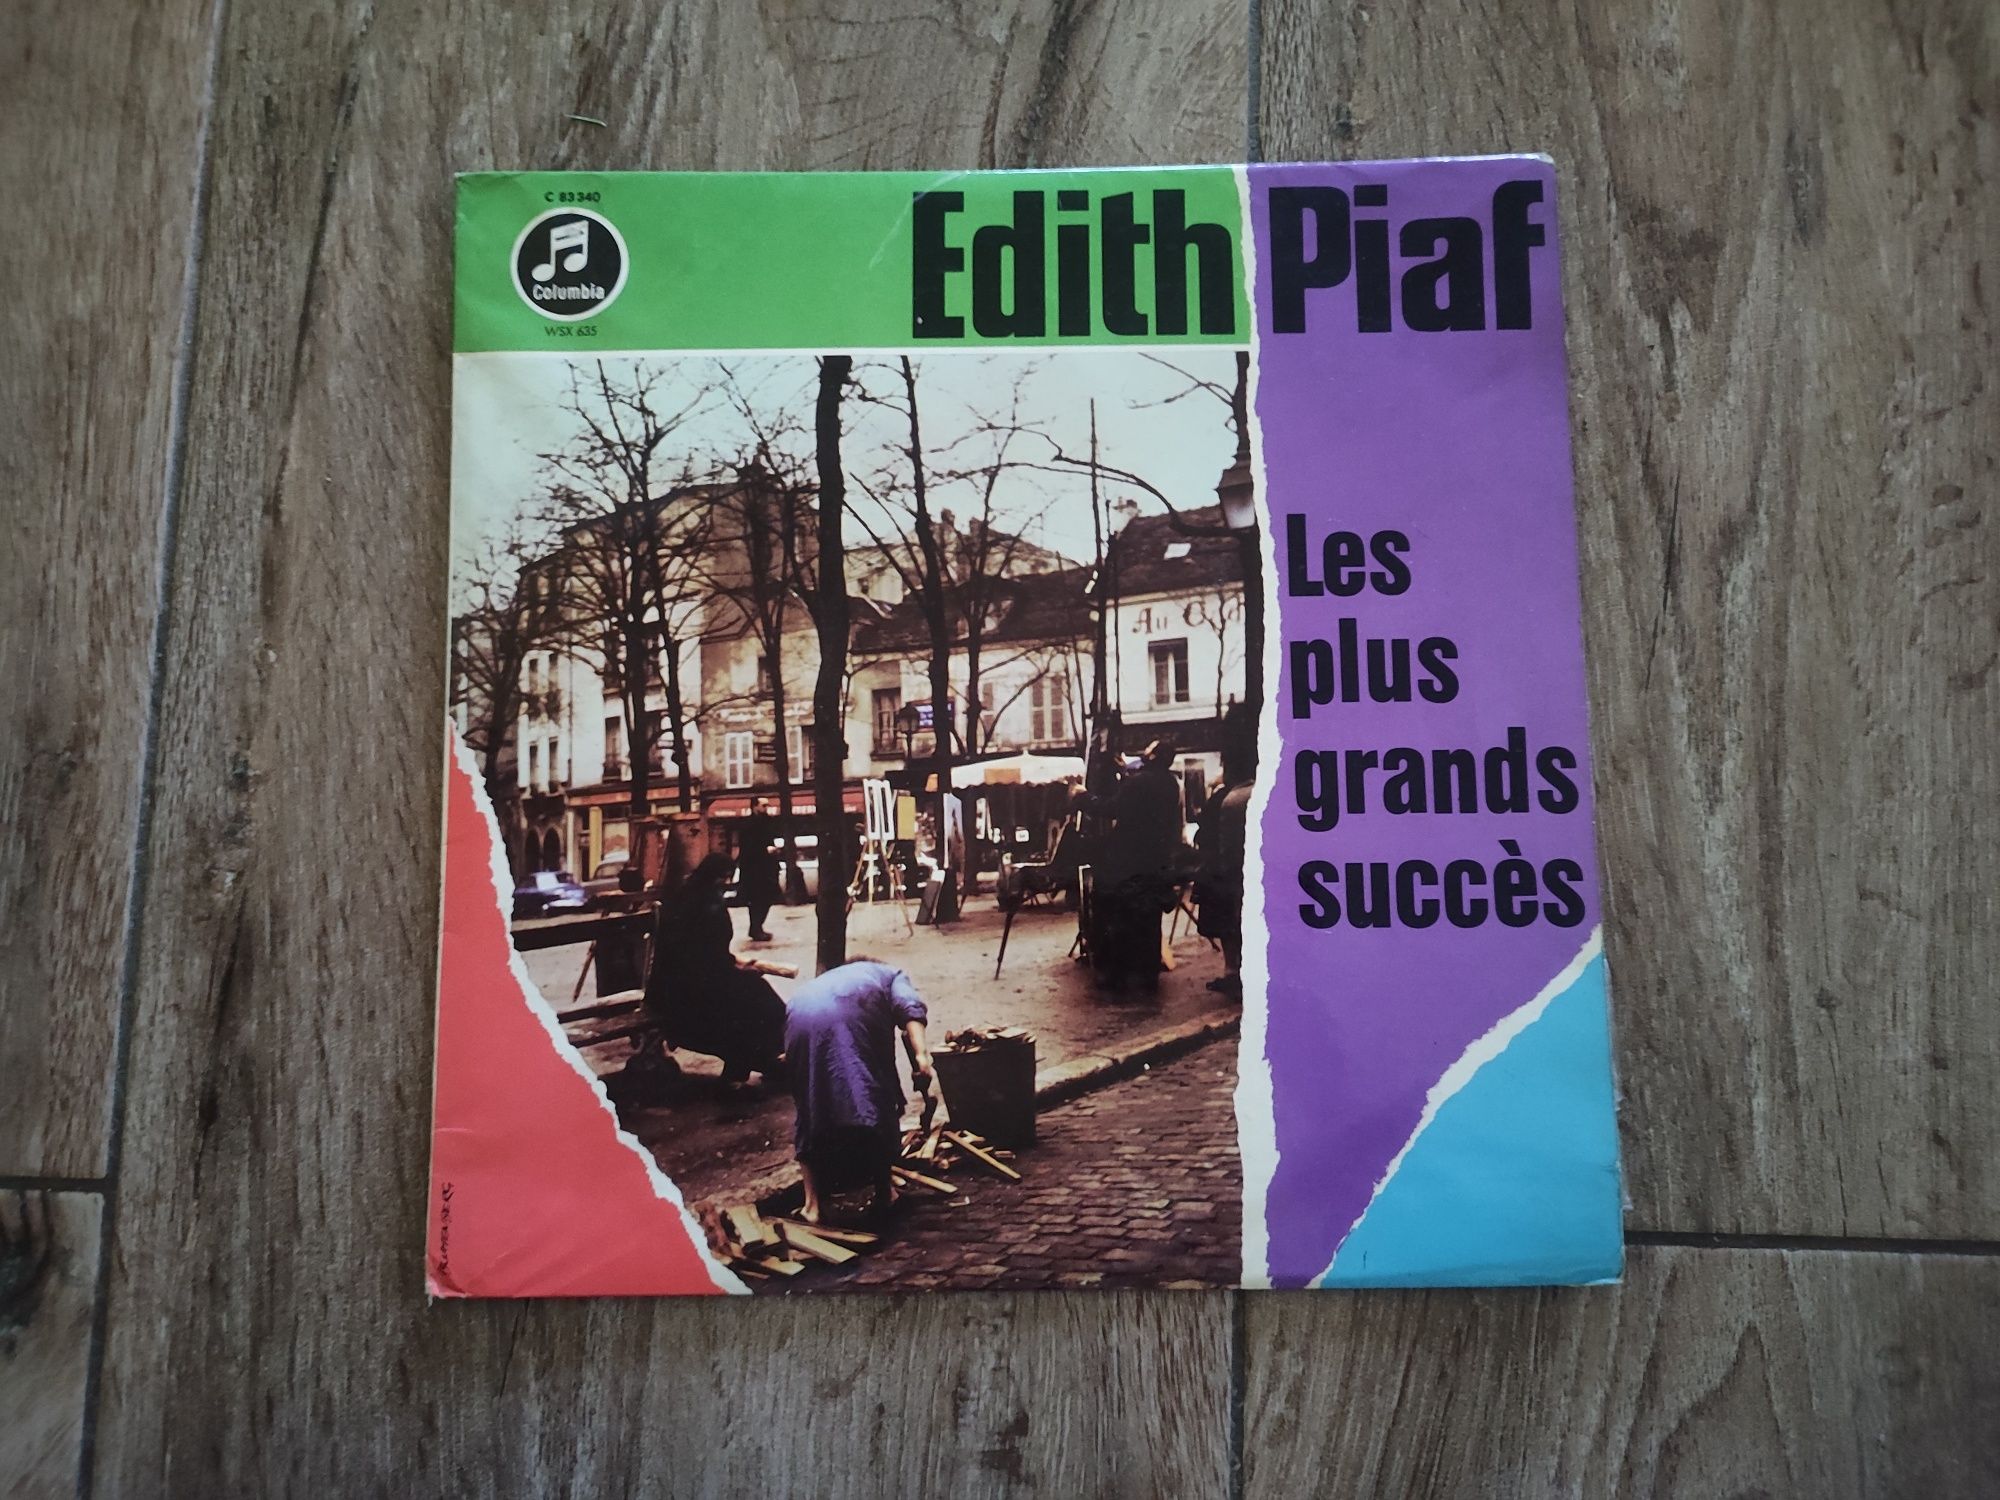 C 83 340
Columbia
WSX 635
Edith Piaf
Les
plus
grands
succès
Au